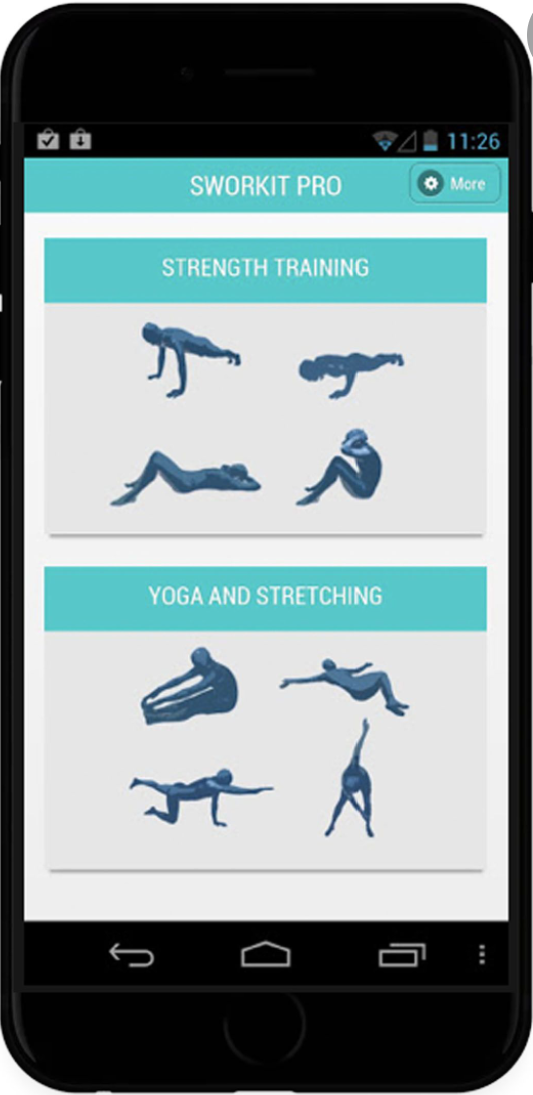 11:26
SWORKIT PRO
More
STRENGTH TRAINING
YOGA AND STRETCHING